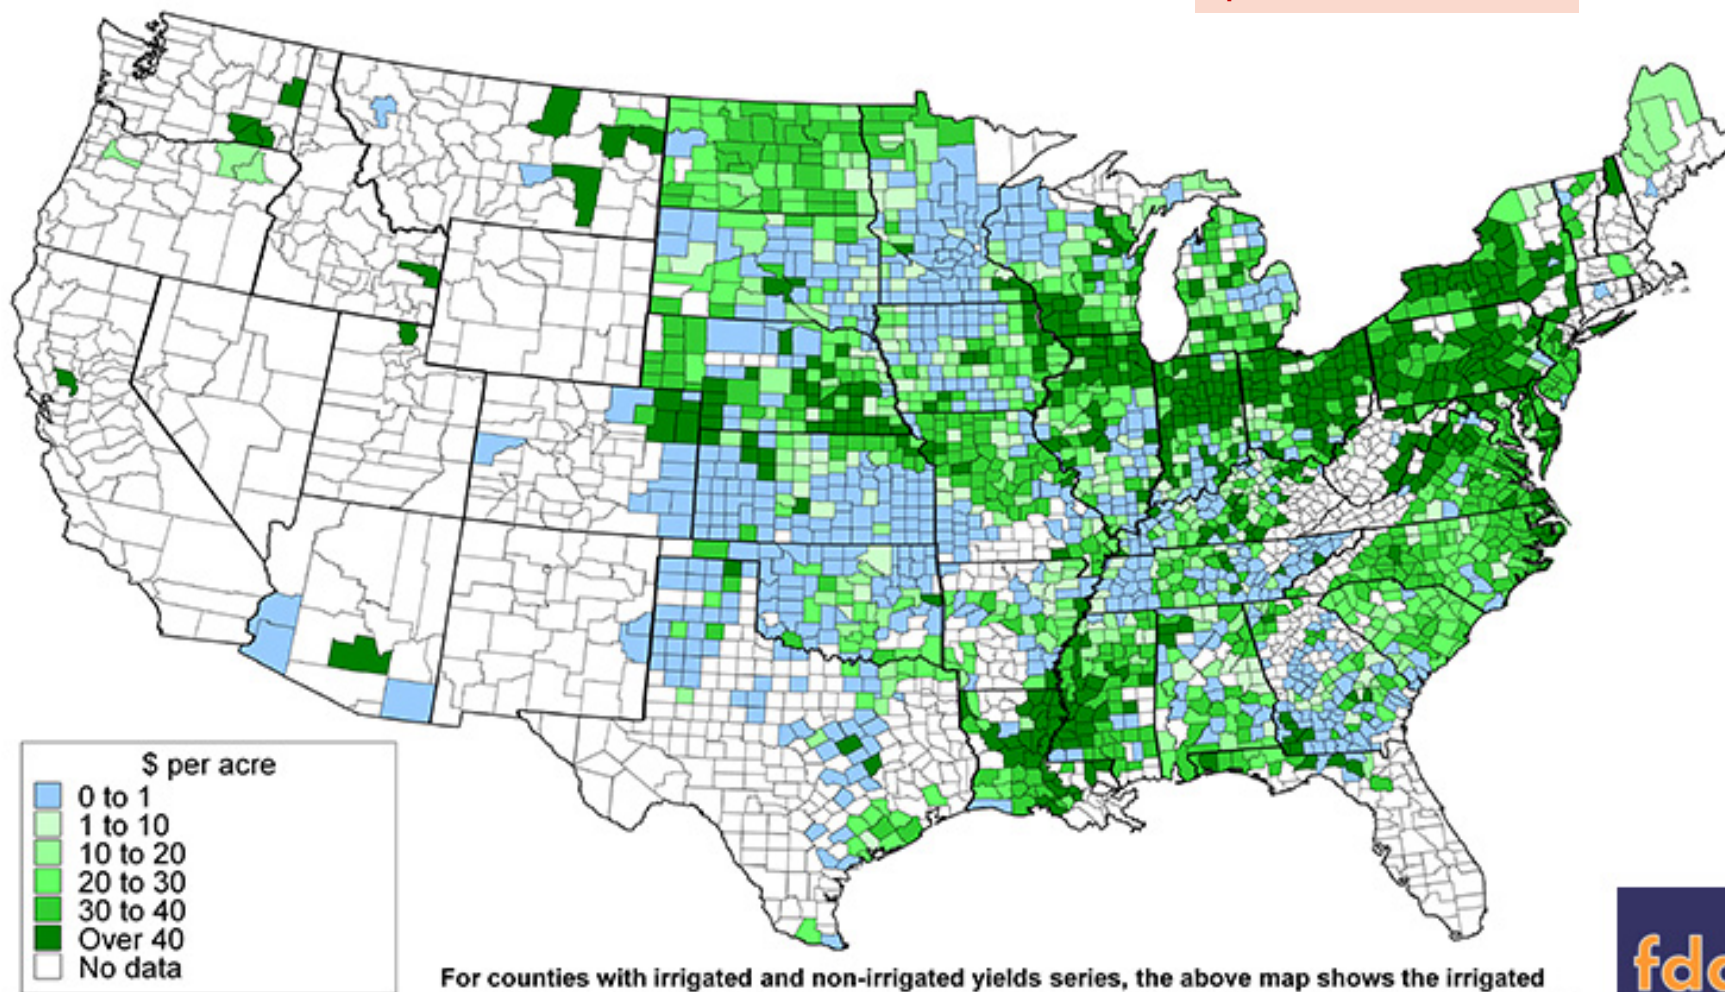 $ per acre
0 to 1
1 to 10
10 to 20
20 to 30
30 to 40
Over 40
No data
For counties with irrigated and non-irrigated yields series, the above map shows the irrigated